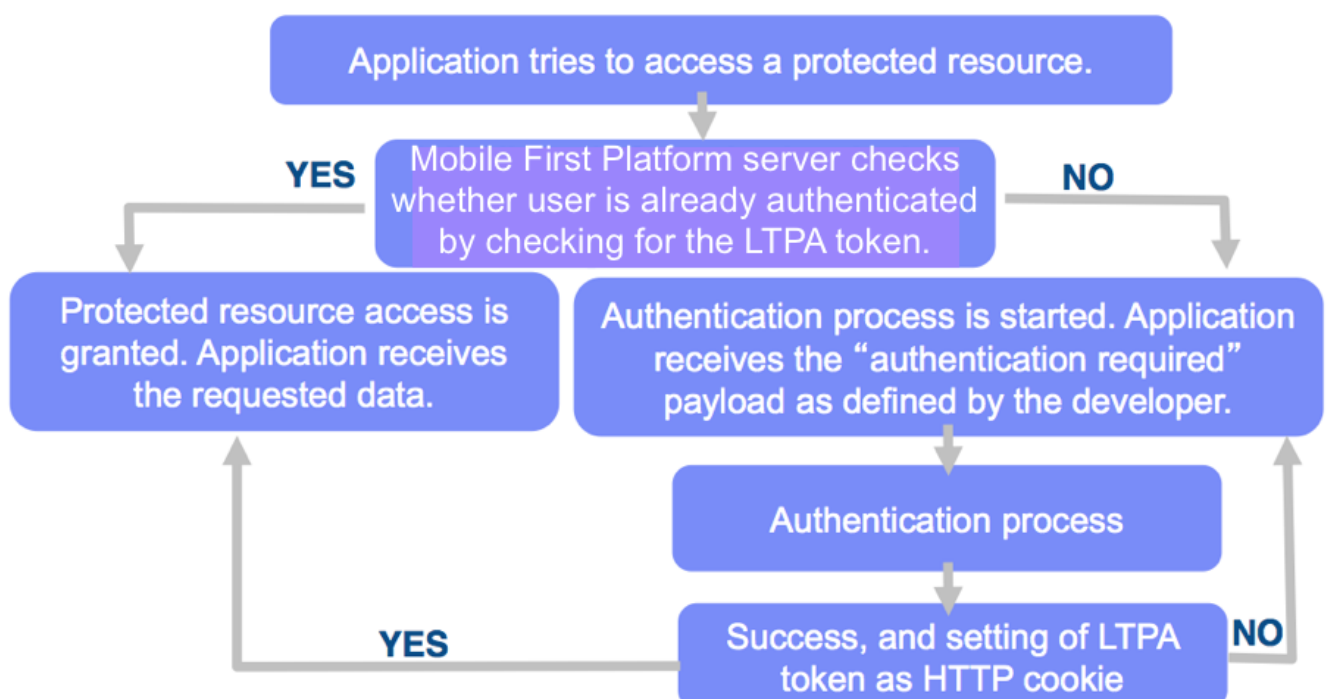 Application tries to access a protected resource.
YES
Mobile First Platform server checks
whether user is already authenticated
by checking for the LTPA token.
NO
Protected resource access is
granted. Application receives
the requested data.
Authentication process is started. Application
receives the “authentication required”
payload as defined by the developer.
Authentication process
YES
Success, and setting of LTPA
token as HTTP cookie
NO